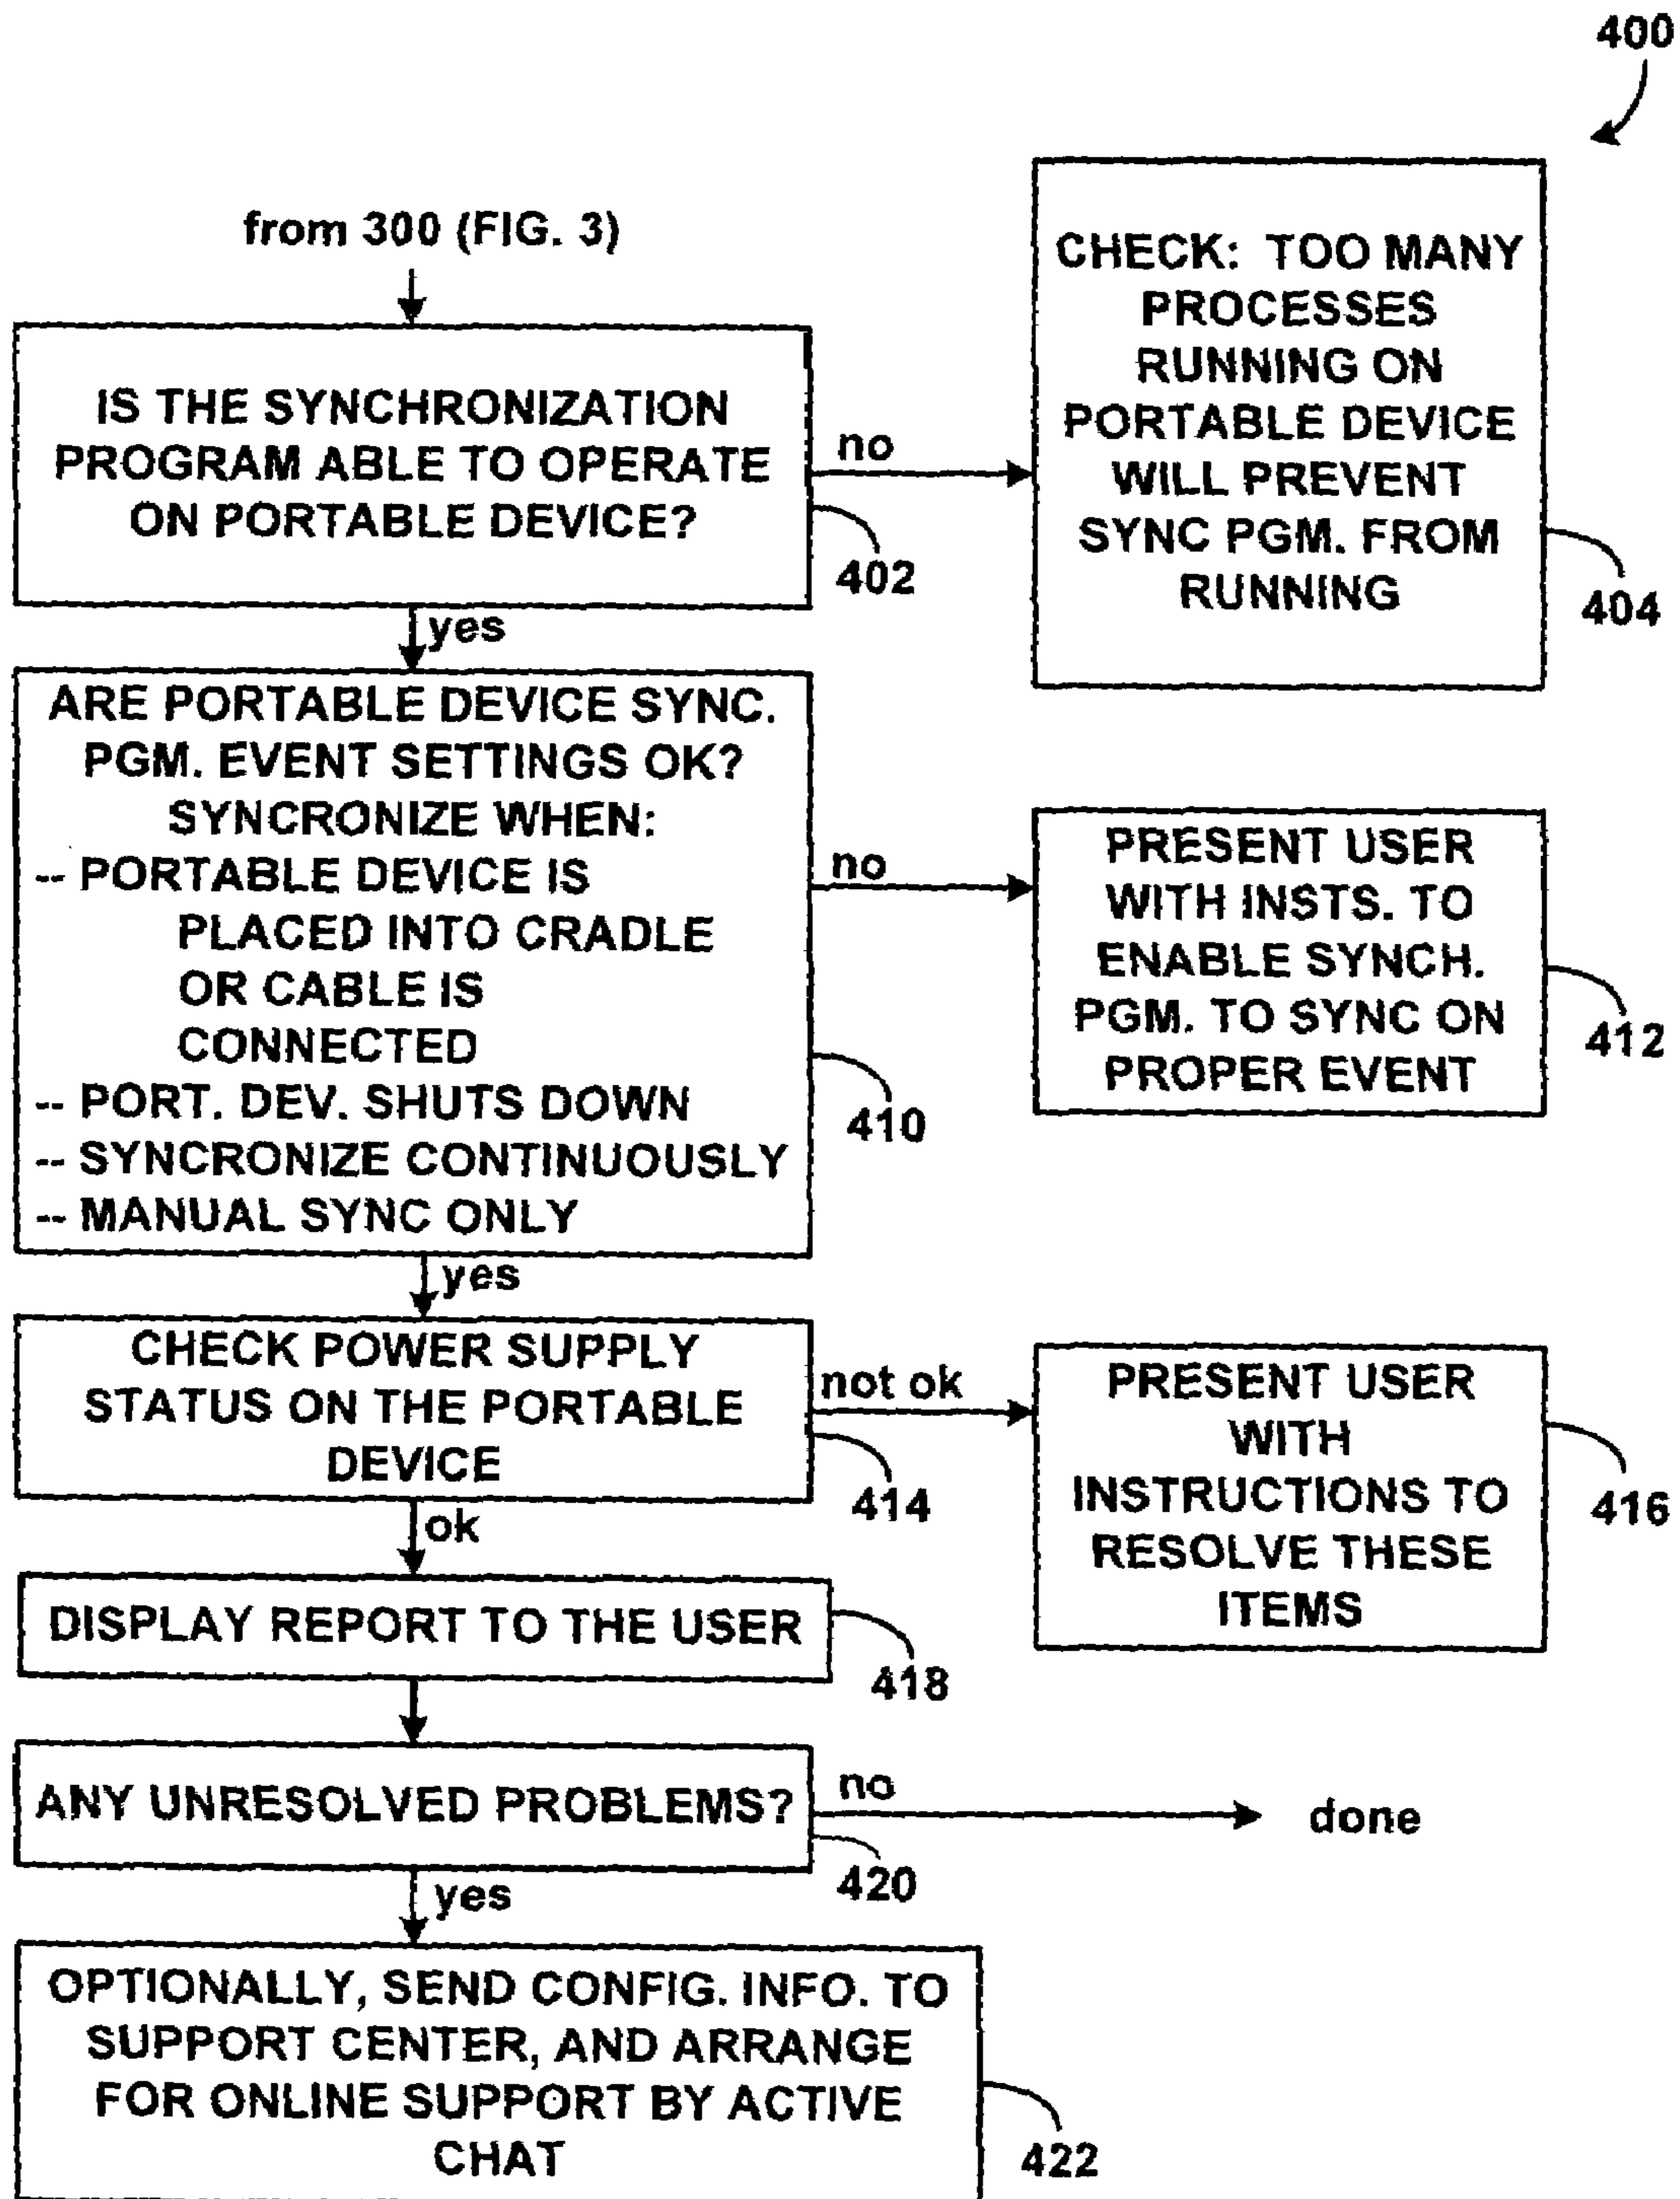 400
from 300 (FIG. 3)
IS THE SYNCHRONIZATION
PROGRAM ABLE TO OPERATE
ON PORTABLE DEVICE?
402
no
CHECK: TOO MANY
PROCESSES
RUNNING ON
PORTABLE DEVICE
WILL PREVENT
SYNC PGM. FROM
RUNNING
404
yes
ARE PORTABLE DEVICE SYNC.
PGM. EVENT SETTINGS OK?
SYNCRONIZE WHEN:
-- PORTABLE DEVICE IS
PLACED INTO CRADLE
OR CABLE IS
CONNECTED
-- PORT. DEV. SHUTS DOWN
-- SYNCRONIZE CONTINUOUSLY
-- MANUAL SYNC ONLY
410
no
PRESENT USER
WITH INSTS. TO
ENABLE SYNCH.
PGM. TO SYNC ON
PROPER EVENT
412
yes
CHECK POWER SUPPLY
STATUS ON THE PORTABLE
DEVICE
414
not ok
PRESENT USER
WITH
INSTRUCTIONS TO
RESOLVE THESE
ITEMS
416
ok
DISPLAY REPORT TO THE USER
418
ANY UNRESOLVED PROBLEMS?
420
no
done
yes
OPTIONALLY, SEND CONFIG. INFO. TO
SUPPORT CENTER, AND ARRANGE
FOR ONLINE SUPPORT BY ACTIVE
CHAT
422